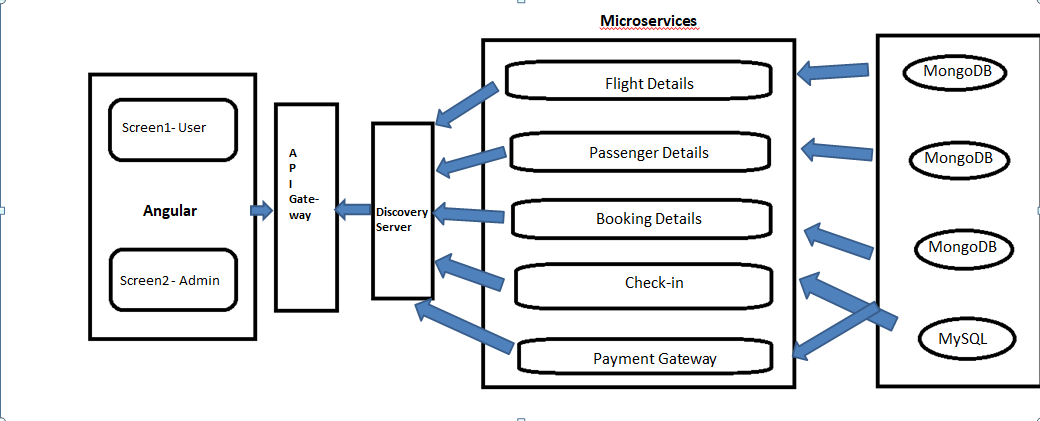 Microservices
Screen1- User
Angular
Screen2 - Admin
A
P
I
Gate-
way
Discovery
Server
Flight Details
Passenger Details
Booking Details
Check-in
Payment Gateway
MongoDB
MongoDB
MongoDB
MySQL